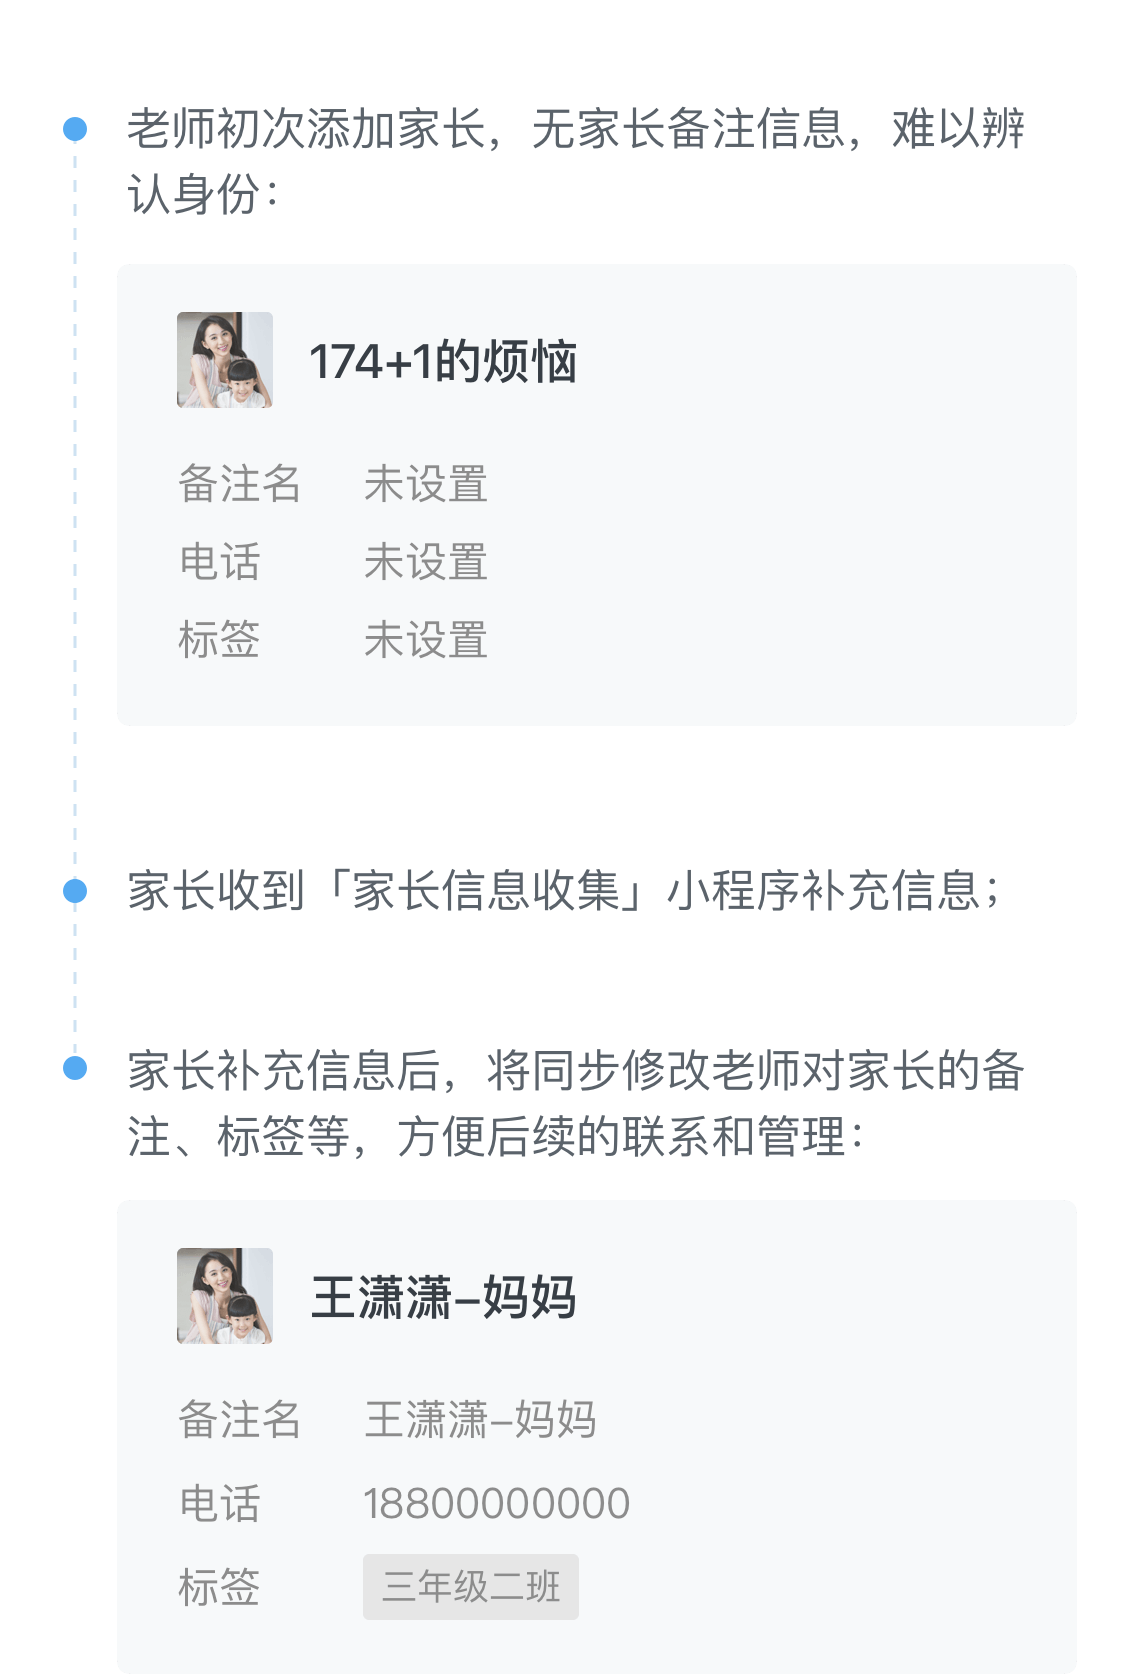 老师初次添加家长，无家长备注信息，难以辨
认身份：
174+1的烦恼
备注名 未设置
电话 未设置
标签 未设置
家长收到「家长信息收集」小程序补充信息；
家长补充信息后，将同步修改老师对家长的备
注、标签等，方便后续的联系和管理：
王潇潇–妈妈
备注名 王潇潇–妈妈
电话 18800000000
标签 三年级二班